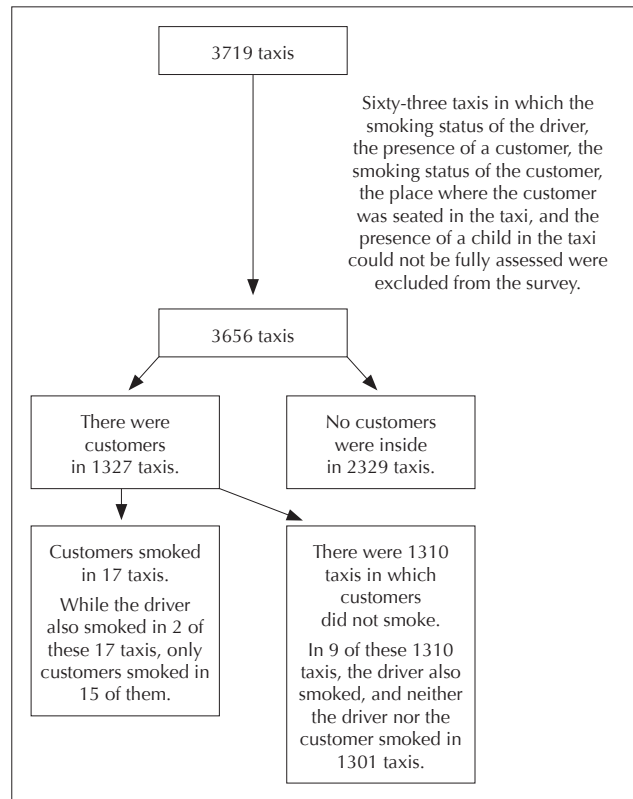 3719 taxis
Sixty-three taxis in which the
smoking status of the driver,
the presence of a customer, the
smoking status of the customer,
the place where the customer
was seated in the taxi, and the
presence of a child in the taxi
could not be fully assessed were
excluded from the survey.
3656 taxis
There were
customers
in 1327 taxis.
No customers
were inside
in 2329 taxis.
Customers smoked
in 17 taxis.
While the driver
also smoked in 2 of
these 17 taxis, only
customers smoked in
15 of them.
There were 1310
taxis in which
customers
did not smoke.
In 9 of these 1310
taxis, the driver also
smoked, and neither
the driver nor the
customer smoked in
1301 taxis.